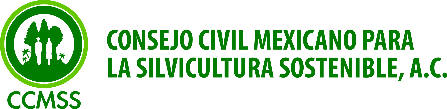 CONSEJO CIVIL MEXICANO PARA
LA SILVICULTURA SOSTENIBLE, A.C.
CCMSS